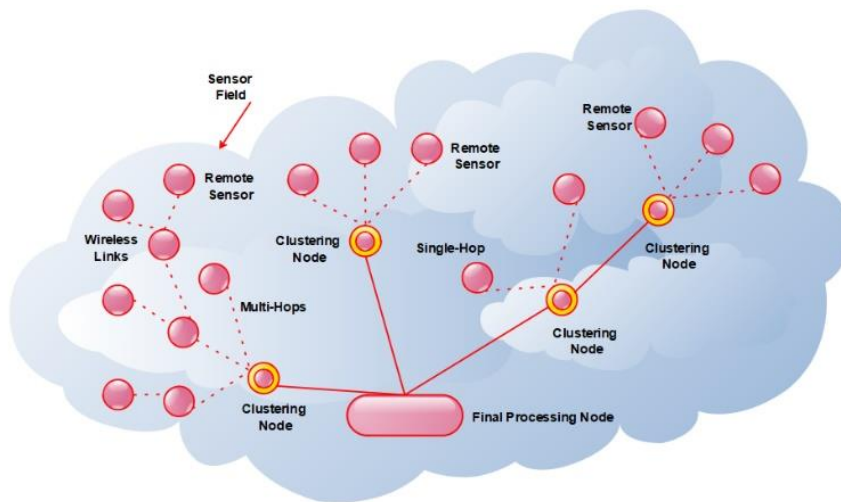 Sensor
Field
Remote
Sensor
Remote
Sensor
Remote
Sensor
Wireless
Links
Clustering
Node
Single-Hop
Clustering
Node
Multi-Hops
Clustering
Node
Clustering
Node
Final Processing Node